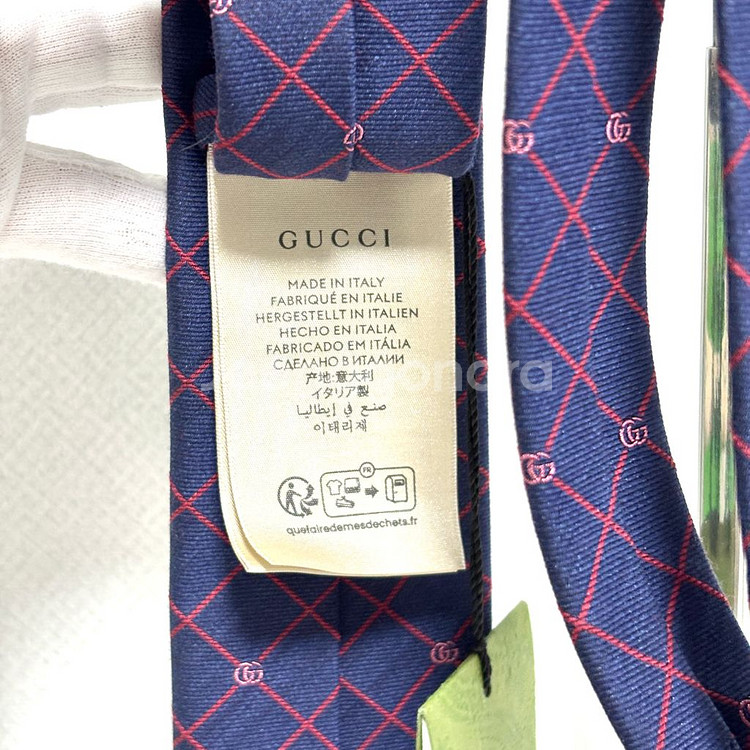 GUCCI
MADE IN ITALY
FABRIQUÉ EN ITALIE
HERGESTELLT IN ITALIEN
HECHO EN ITALIA
FABRICADO EM ITÁLIA
СДЕЛАНО В ИТАЛИИ
产地:意大利
イタリア製
صنع في إيطاليا
이태리제
FR
quefairedemesdechets.fr